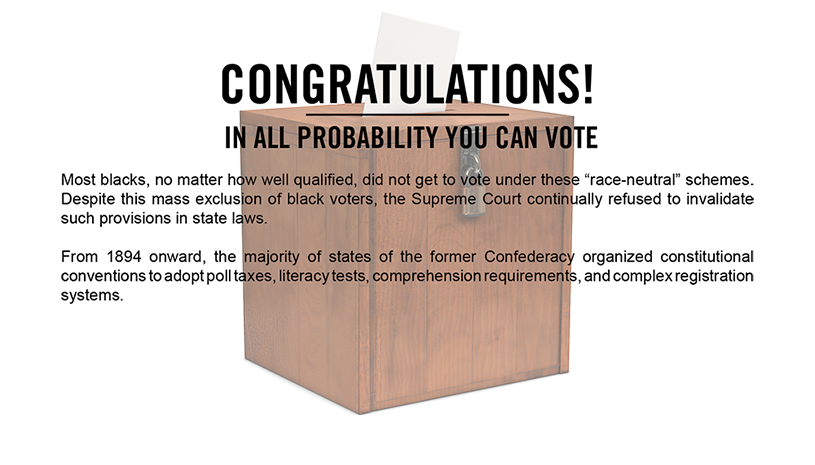 CONGRATULATIONS!
IN ALL PROBABILITY YOU CAN VOTE
Most blacks, no matter how well qualified, did not get to vote under these “race-neutral” schemes.
Despite this mass exclusion of black voters, the Supreme Court continually refused to invalidate
such provisions in state laws.
From 1894 onward, the majority of states of the former Confederacy organized constitutional
conventions to adopt poll taxes, literacy tests, comprehension requirements, and complex registration
systems.